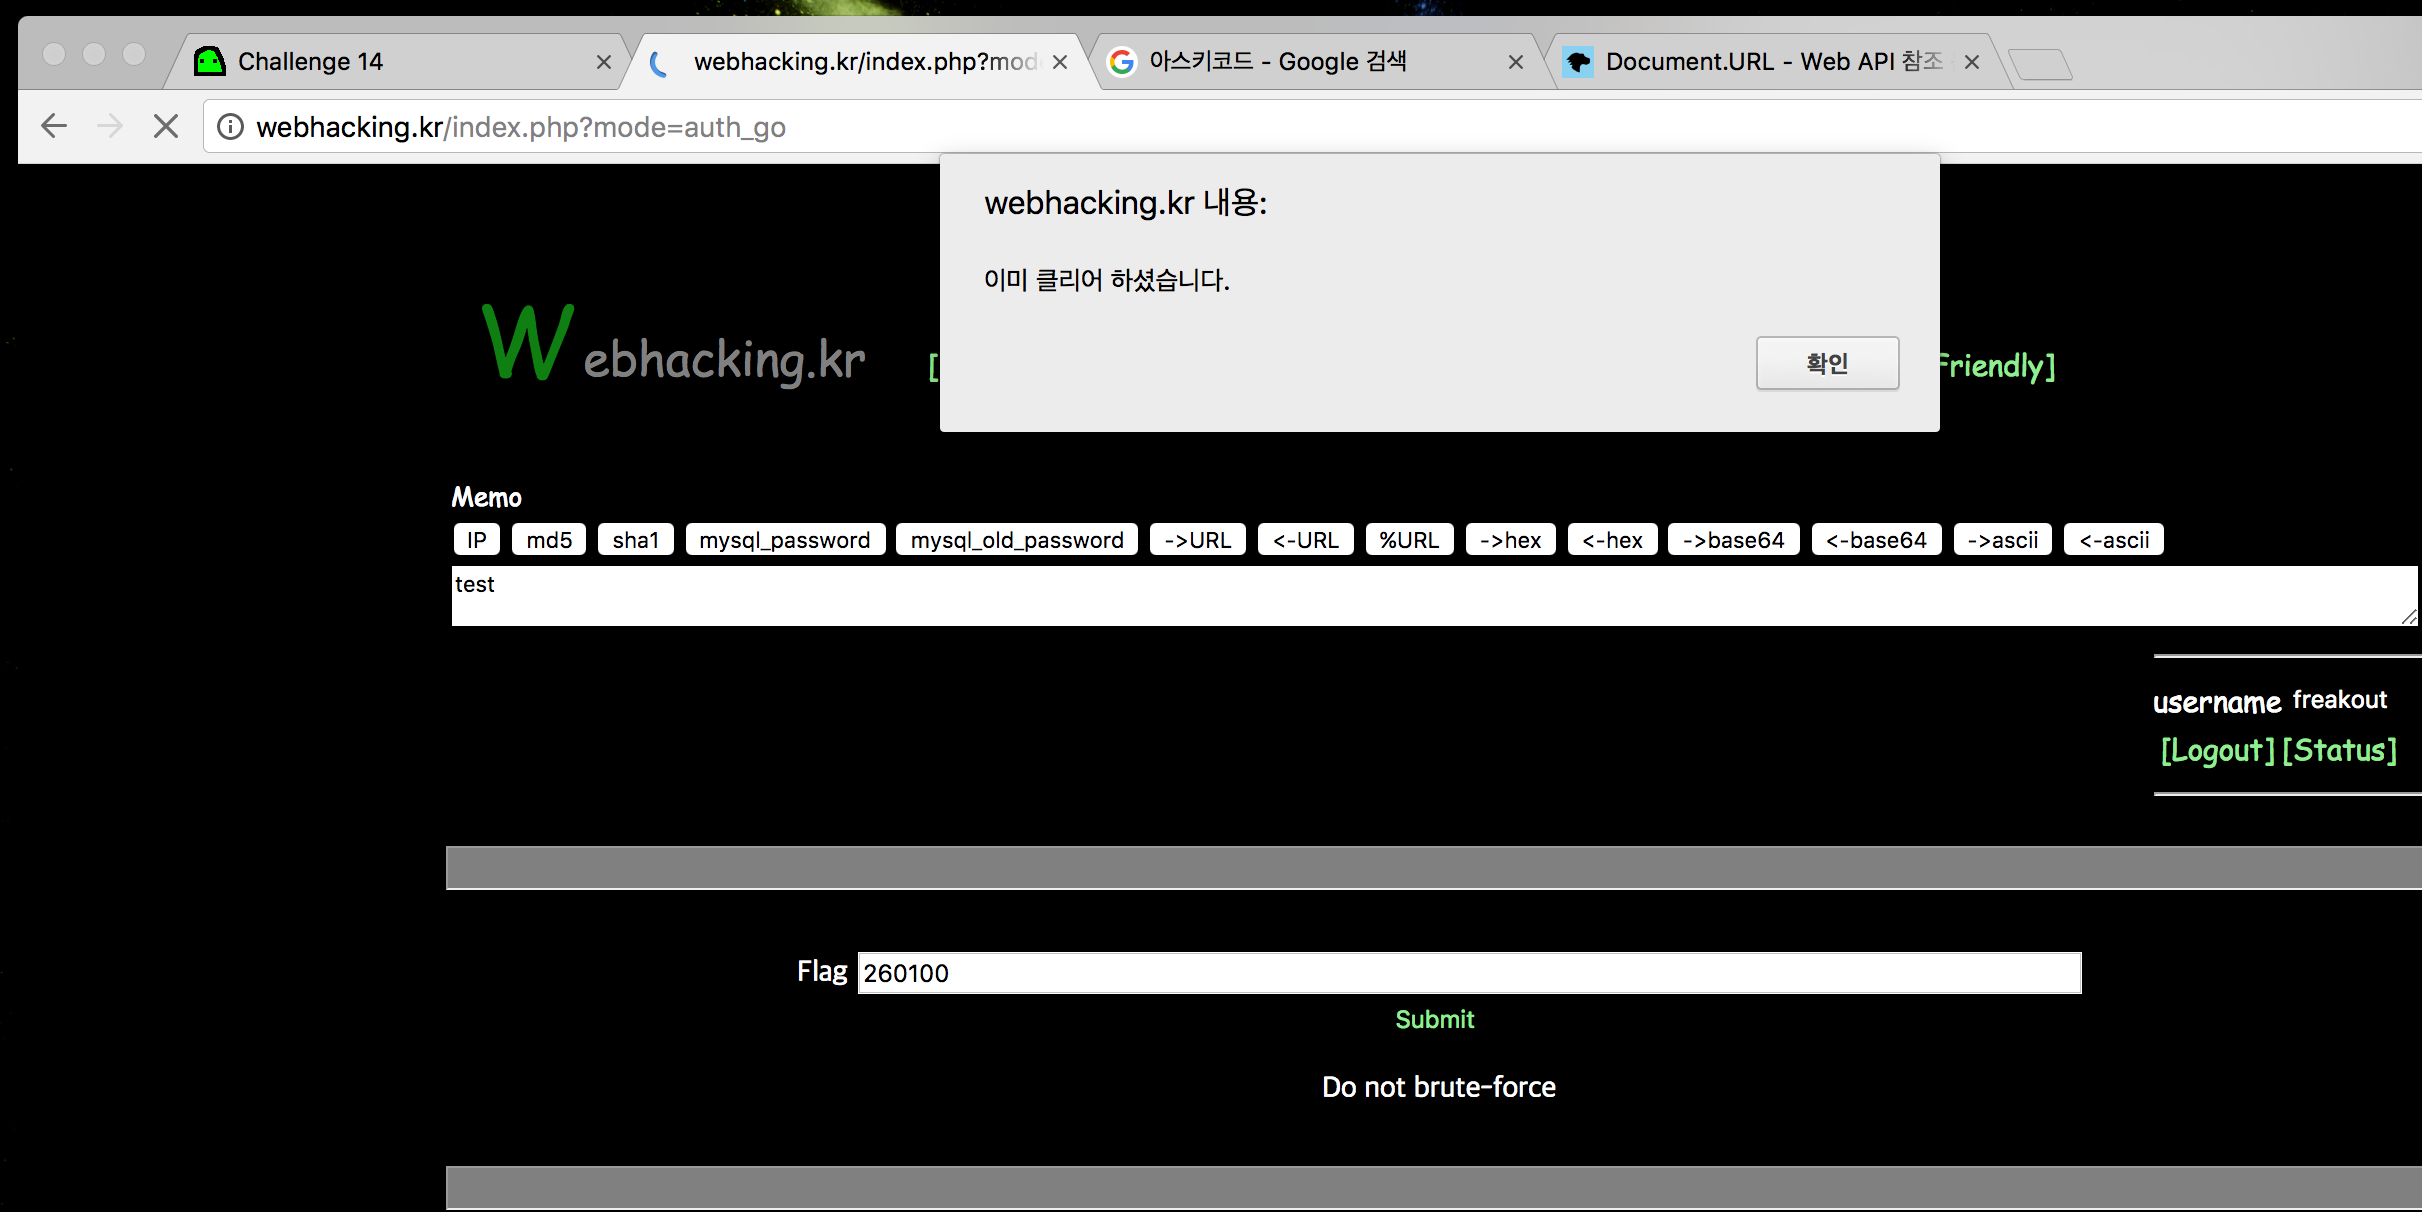 Challenge 14
webhacking.kr/index.php?mod
아스키코드 - Google 검색
Document.URL - Web API 참조
webhacking.kr/index.php?mode=auth_go
webhacking.kr 내용:
이미 클리어 하셨습니다.
확인
Webhacking.kr [ Friendly]
Memo
IP md5 sha1 mysql_password mysql_old_password ->URL <-URL %URL ->hex <-hex ->base64 <-base64 ->ascii <-ascii
test
username freakout
[Logout] [Status]
Flag 260100
Submit
Do not brute-force